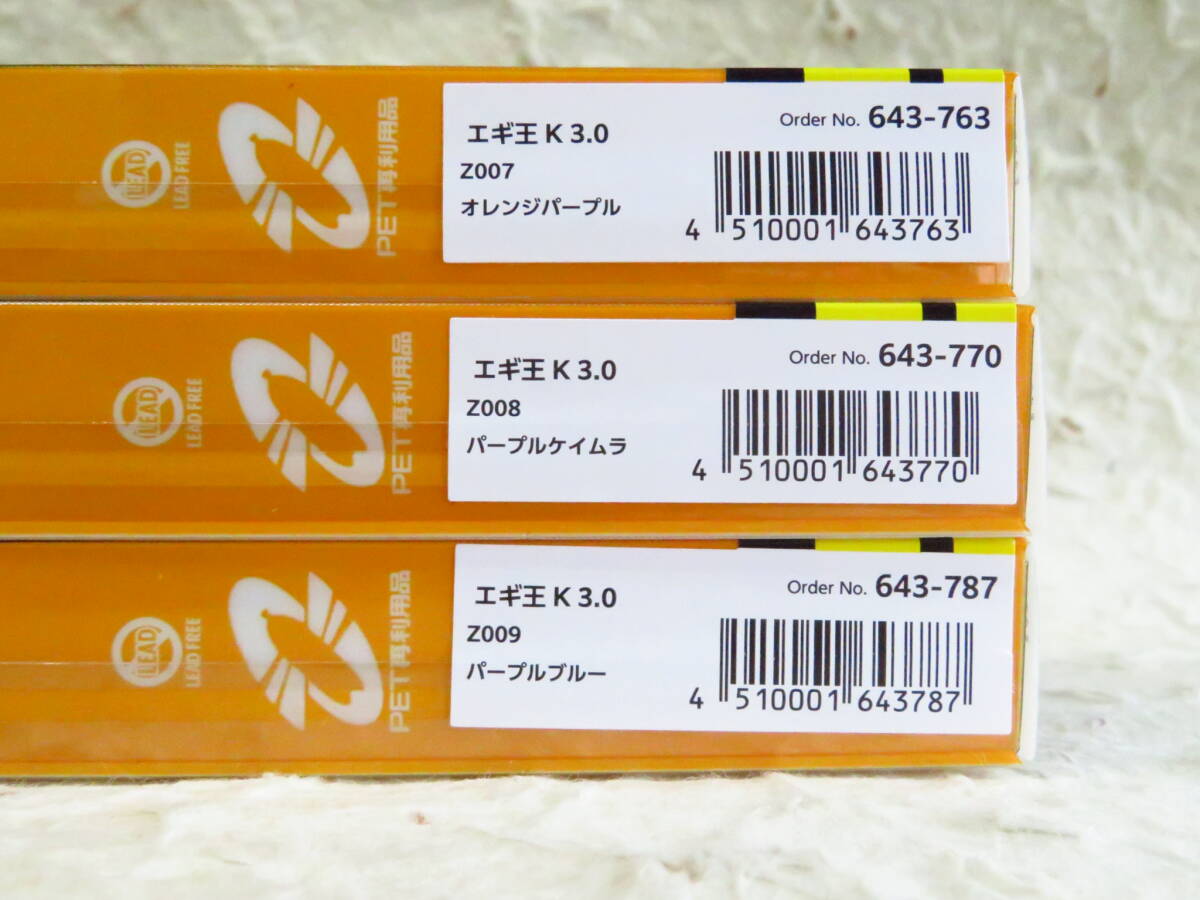 LEAD
LEAD FREE
PET再利用品
エギ王 K 3.0
Order No. 643-763
Z007
オレンジパープル
4 510001 643763
LEAD
LEAD FREE
PET再利用品
エギ王 K 3.0
Order No. 643-770
Z008
パープルケイムラ
4 510001 643770
LEAD
LEAD FREE
PET再利用品
エギ王 K 3.0
Order No. 643-787
Z009
パープルブルー
4 510001 643787